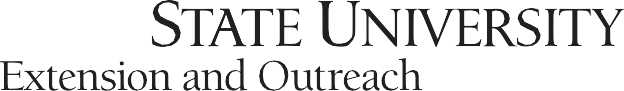 STATE UNIVERSITY
Extension and Outreach